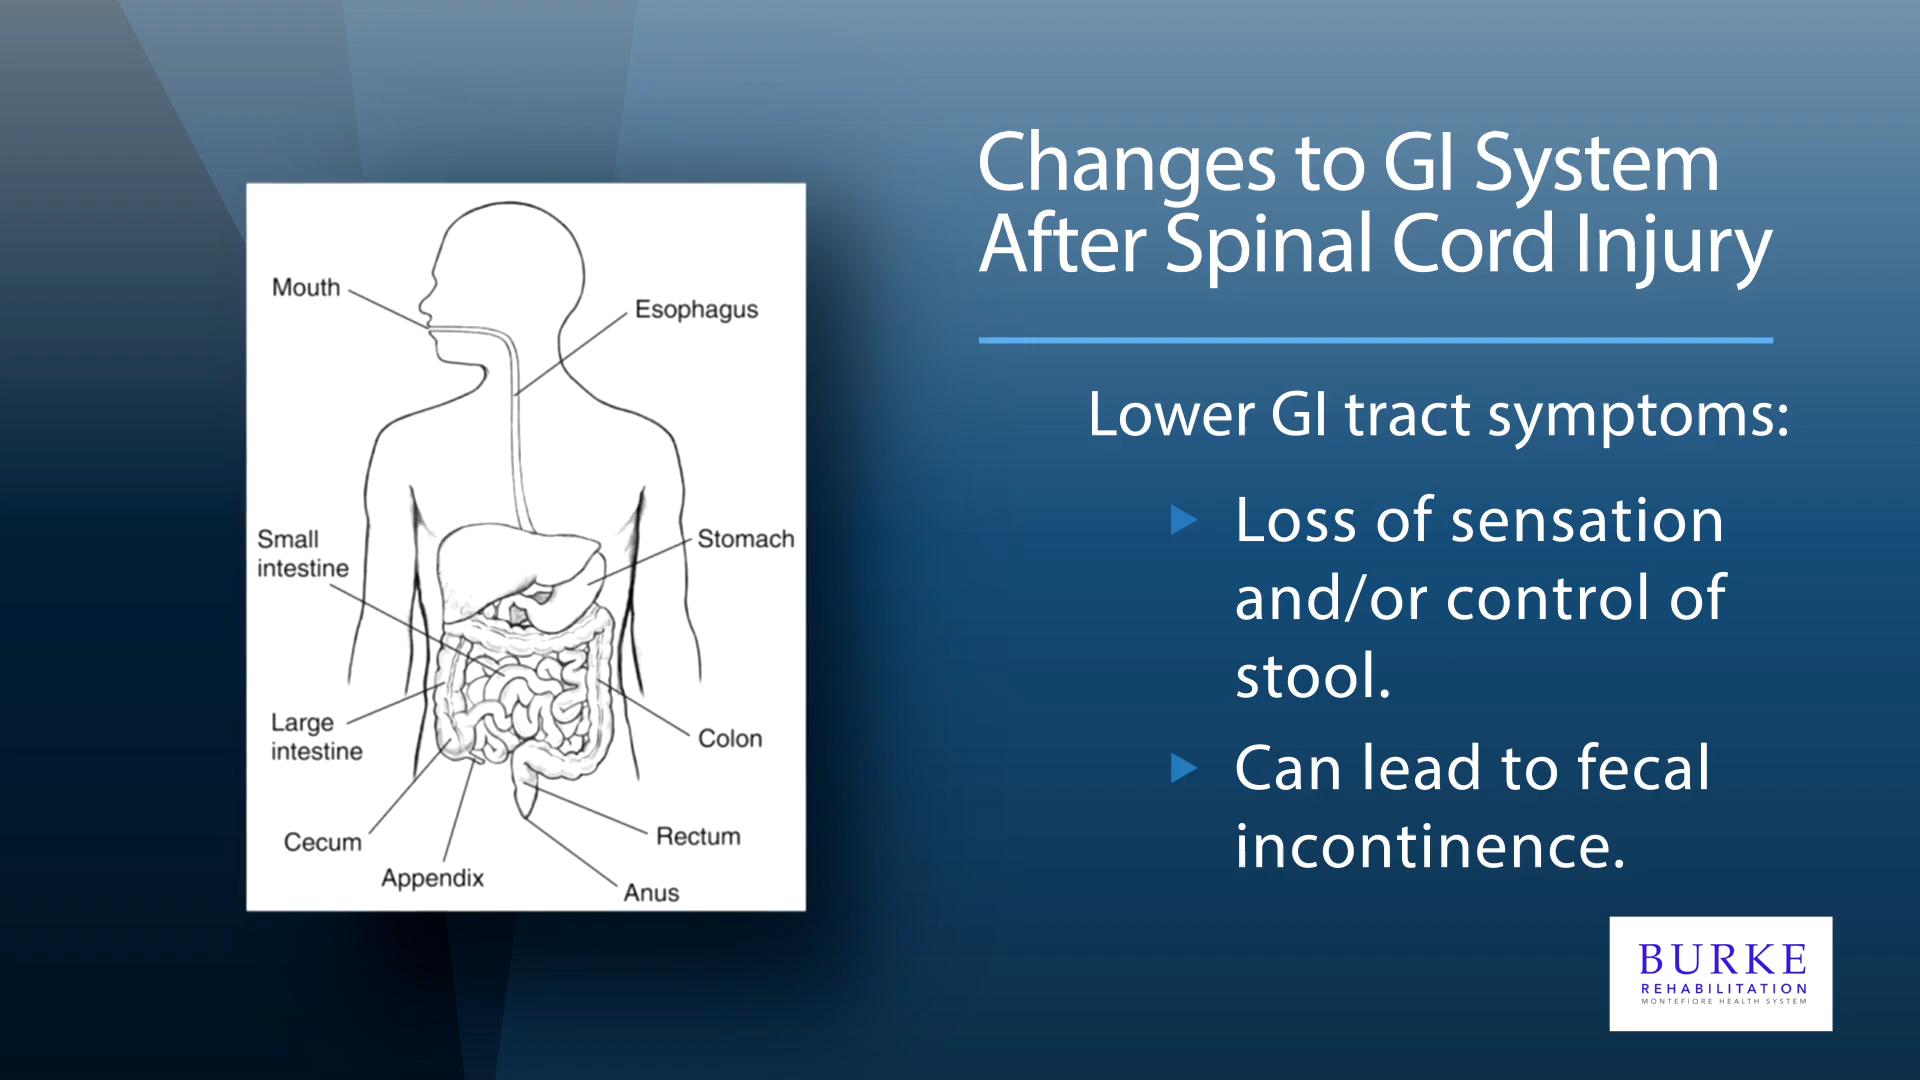 Changes to GI System
After Spinal Cord Injury
Lower GI tract symptoms:
Loss of sensation
and/or control of
stool.
Can lead to fecal
incontinence.
Mouth
Esophagus
Small
intestine
Stomach
Large
intestine
Colon
Cecum
Rectum
Appendix
Anus
BURKE
REHABILITATION
MONTEFIORE HEALTH SYSTEM